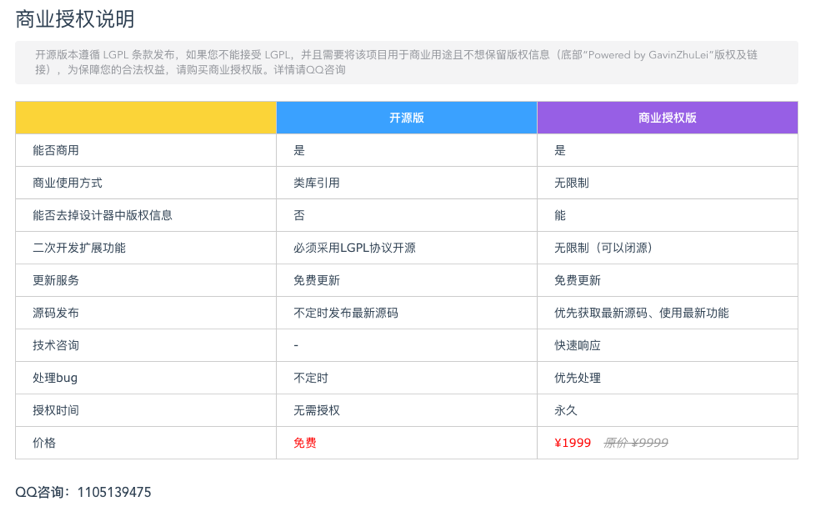 商业授权说明
开源版本遵循 LGPL 条款发布，如果您不能接受 LGPL，并且需要将该项目用于商业用途且不想保留版权信息（底部“Powered by GavinZhuLei”版权及链
接），为保障您的合法权益，请购买商业授权版。详情请QQ咨询
开源版 商业授权版
能否商用 是 是
商业使用方式 类库引用 无限制
能否去掉设计器中版权信息 否 能
二次开发扩展功能 必须采用LGPL协议开源 无限制（可以闭源）
更新服务 免费更新 免费更新
源码发布 不定时发布最新源码 优先获取最新源码、使用最新功能
技术咨询 - 快速响应
处理bug 不定时 优先处理
授权时间 无需授权 永久
价格 免费 ¥1999 原价 ¥9999
QQ咨询：1105139475